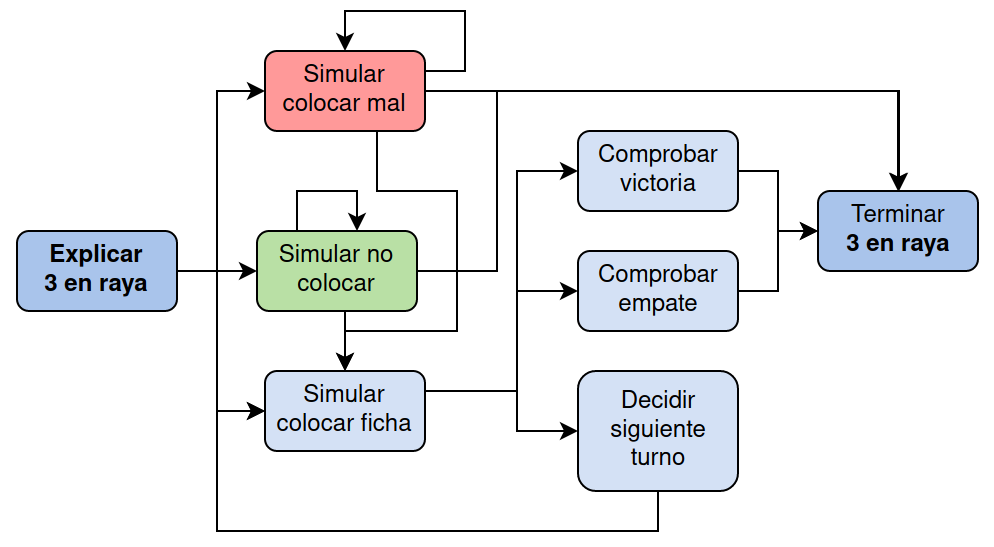 Simular
colocar mal
Comprobar
victoria
Terminar
3 en raya
Explicar
3 en raya
Simular no
colocar
Comprobar
empate
Simular
colocar ficha
Decidir
siguiente
turno